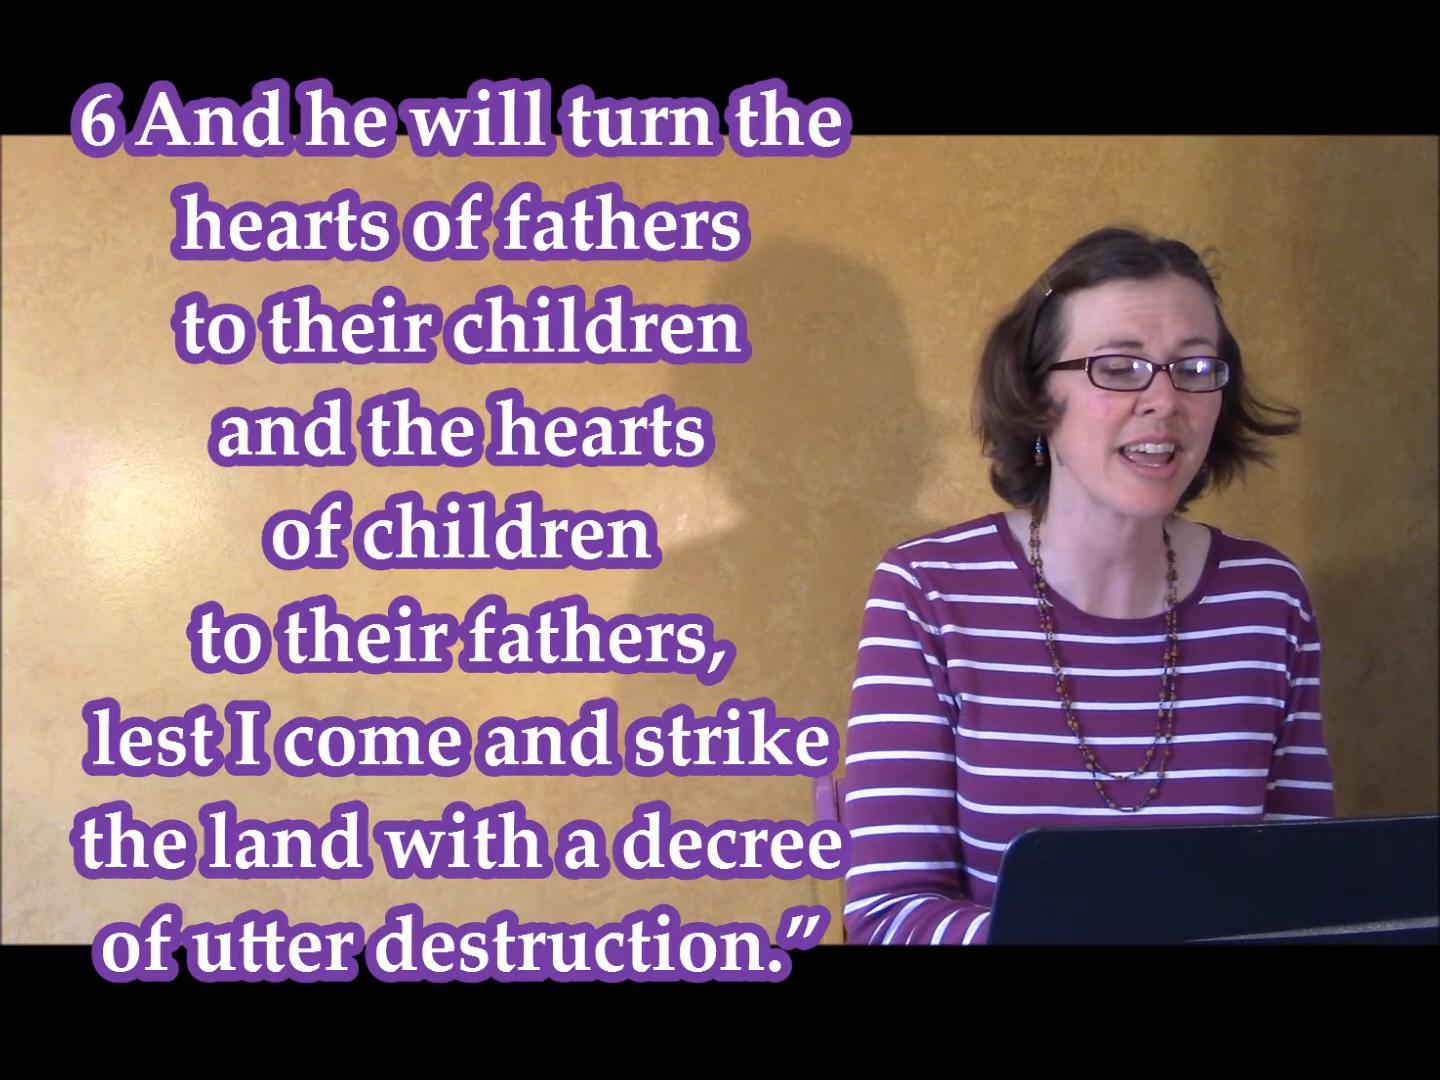 6 And he will turn the
hearts of fathers
to their children
and the hearts
of children
to their fathers,
lest I come and strike
the land with a decree
of utter destruction.”